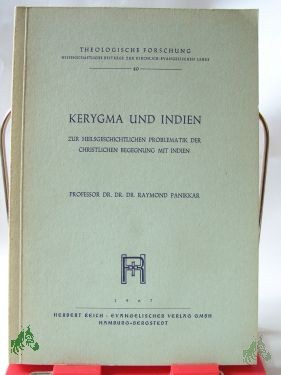 THEOLOGISCHE FORSCHUNG
WISSENSCHAFTLICHE BEITRÄGE ZUR KIRCHLICH-EVANGELISCHEN LEHRE
40
KERYGMA UND INDIEN
ZUR HEILSGESCHICHTLICHEN PROBLEMATIK DER
CHRISTLICHEN BEGEGNUNG MIT INDIEN
PROFESSOR DR. DR. DR. RAYMOND PANIKKAR
HR
1967
HERBERT REICH · EVANGELISCHER VERLAG GMBH
HAMBURG-BERGSTEDT